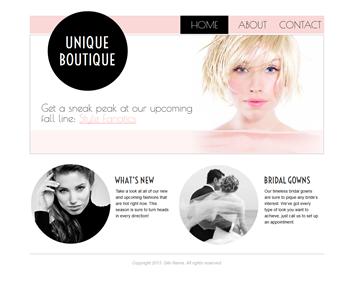 UNIQUE
BOUTIQUE
HOME ABOUT CONTACT
Get a sneak peak at our upcoming
fall line: Style Fanatics
WHAT'S NEW
Take a look at all of our new
and upcoming fashions that
are hot right now. This
season is sure to turn heads
in every direction!
BRIDAL GOWNS
Our timeless bridal gowns
are sure to pique any bride's
interest. We've got every
type of look you want to
achieve, just call us to set up
an appointment.
Copyright 2013. Site Name. All rights reserved.